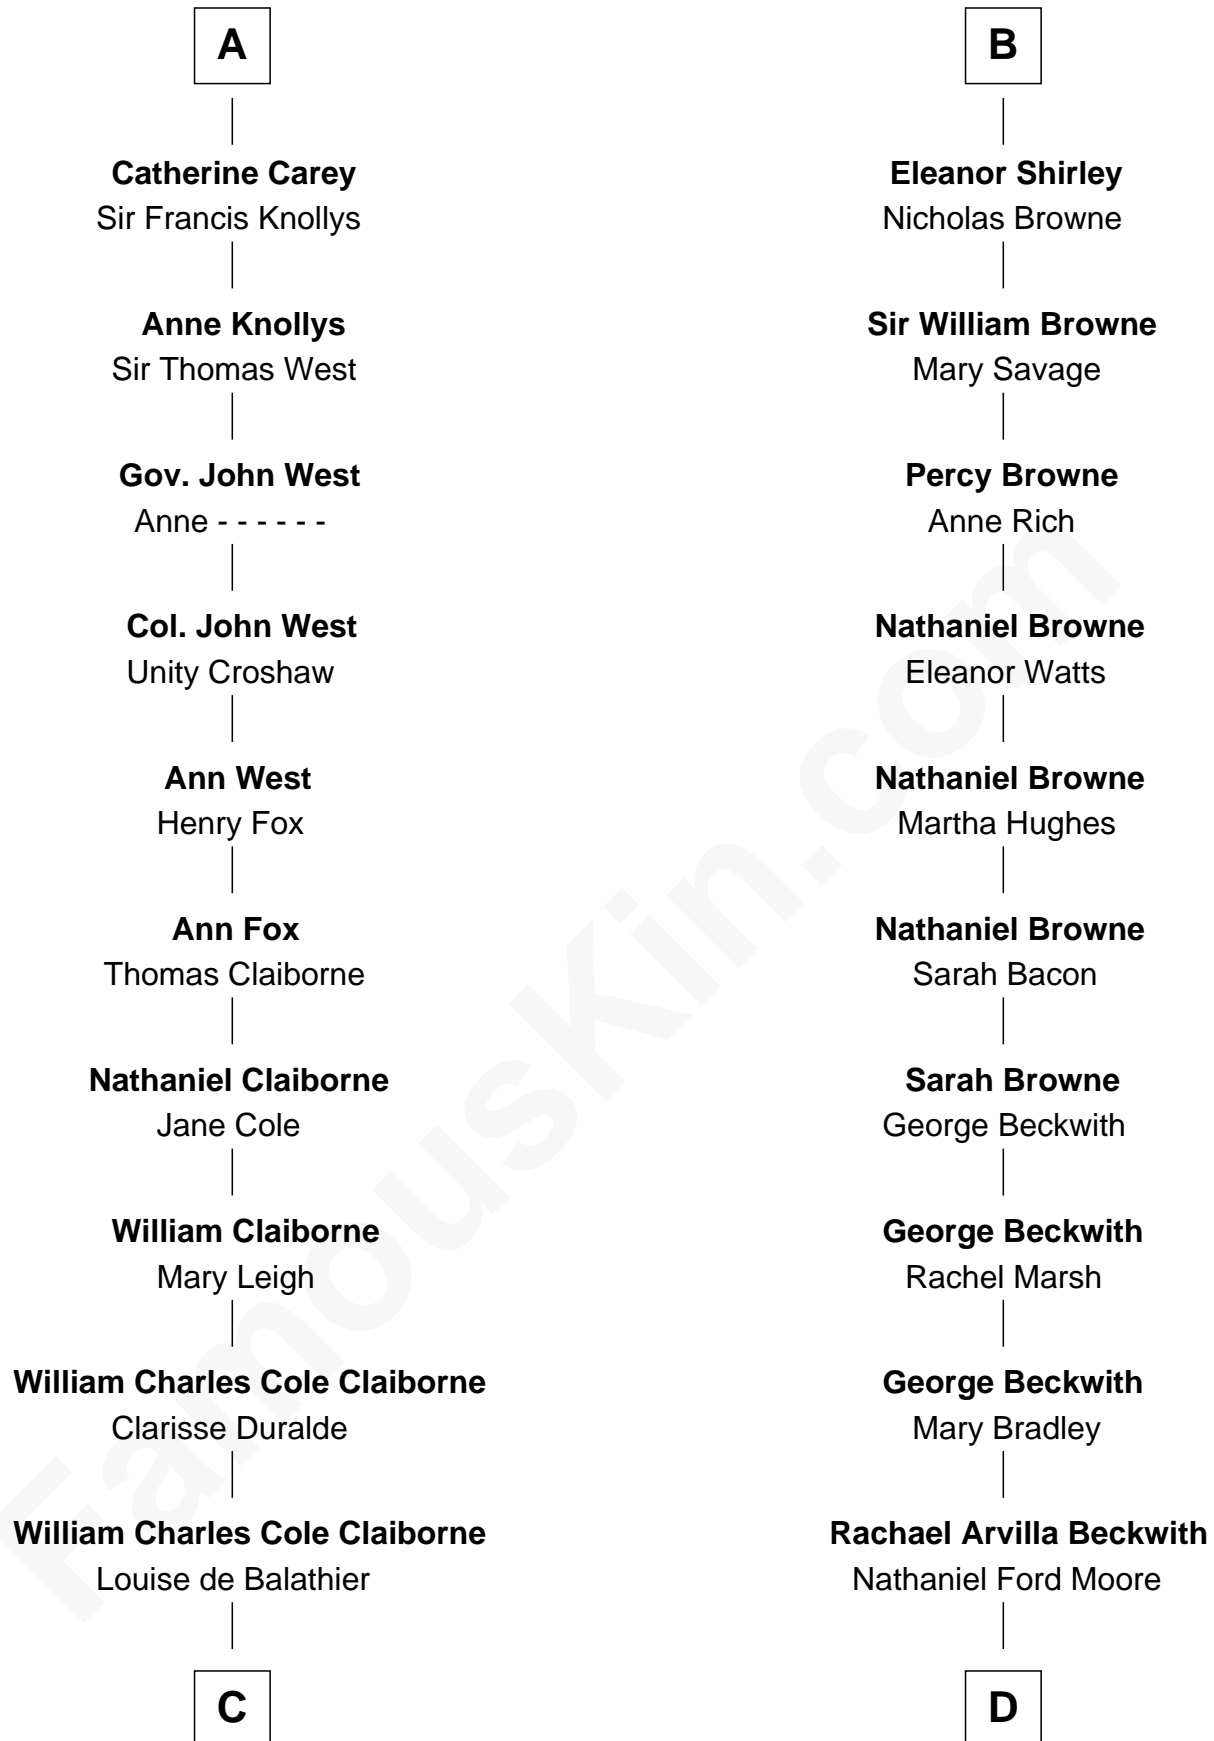 A
Catherine Carey
Sir Francis Knollys
Anne Knollys
Sir Thomas West
Gov. John West
Anne - - - - - -
Col. John West
Unity Croshaw
Ann West
Henry Fox
Ann Fox
Thomas Claiborne
Nathaniel Claiborne
Jane Cole
William Claiborne
Mary Leigh
William Charles Cole Claiborne
Clarisse Duralde
William Charles Cole Claiborne
Louise de Balathier
C
B
Eleanor Shirley
Nicholas Browne
Sir William Browne
Mary Savage
Percy Browne
Anne Rich
Nathaniel Browne
Eleanor Watts
Nathaniel Browne
Martha Hughes
Nathaniel Browne
Sarah Bacon
Sarah Browne
George Beckwith
George Beckwith
Rachel Marsh
George Beckwith
Mary Bradley
Rachael Arvilla Beckwith
Nathaniel Ford Moore
D
FamousKin.com